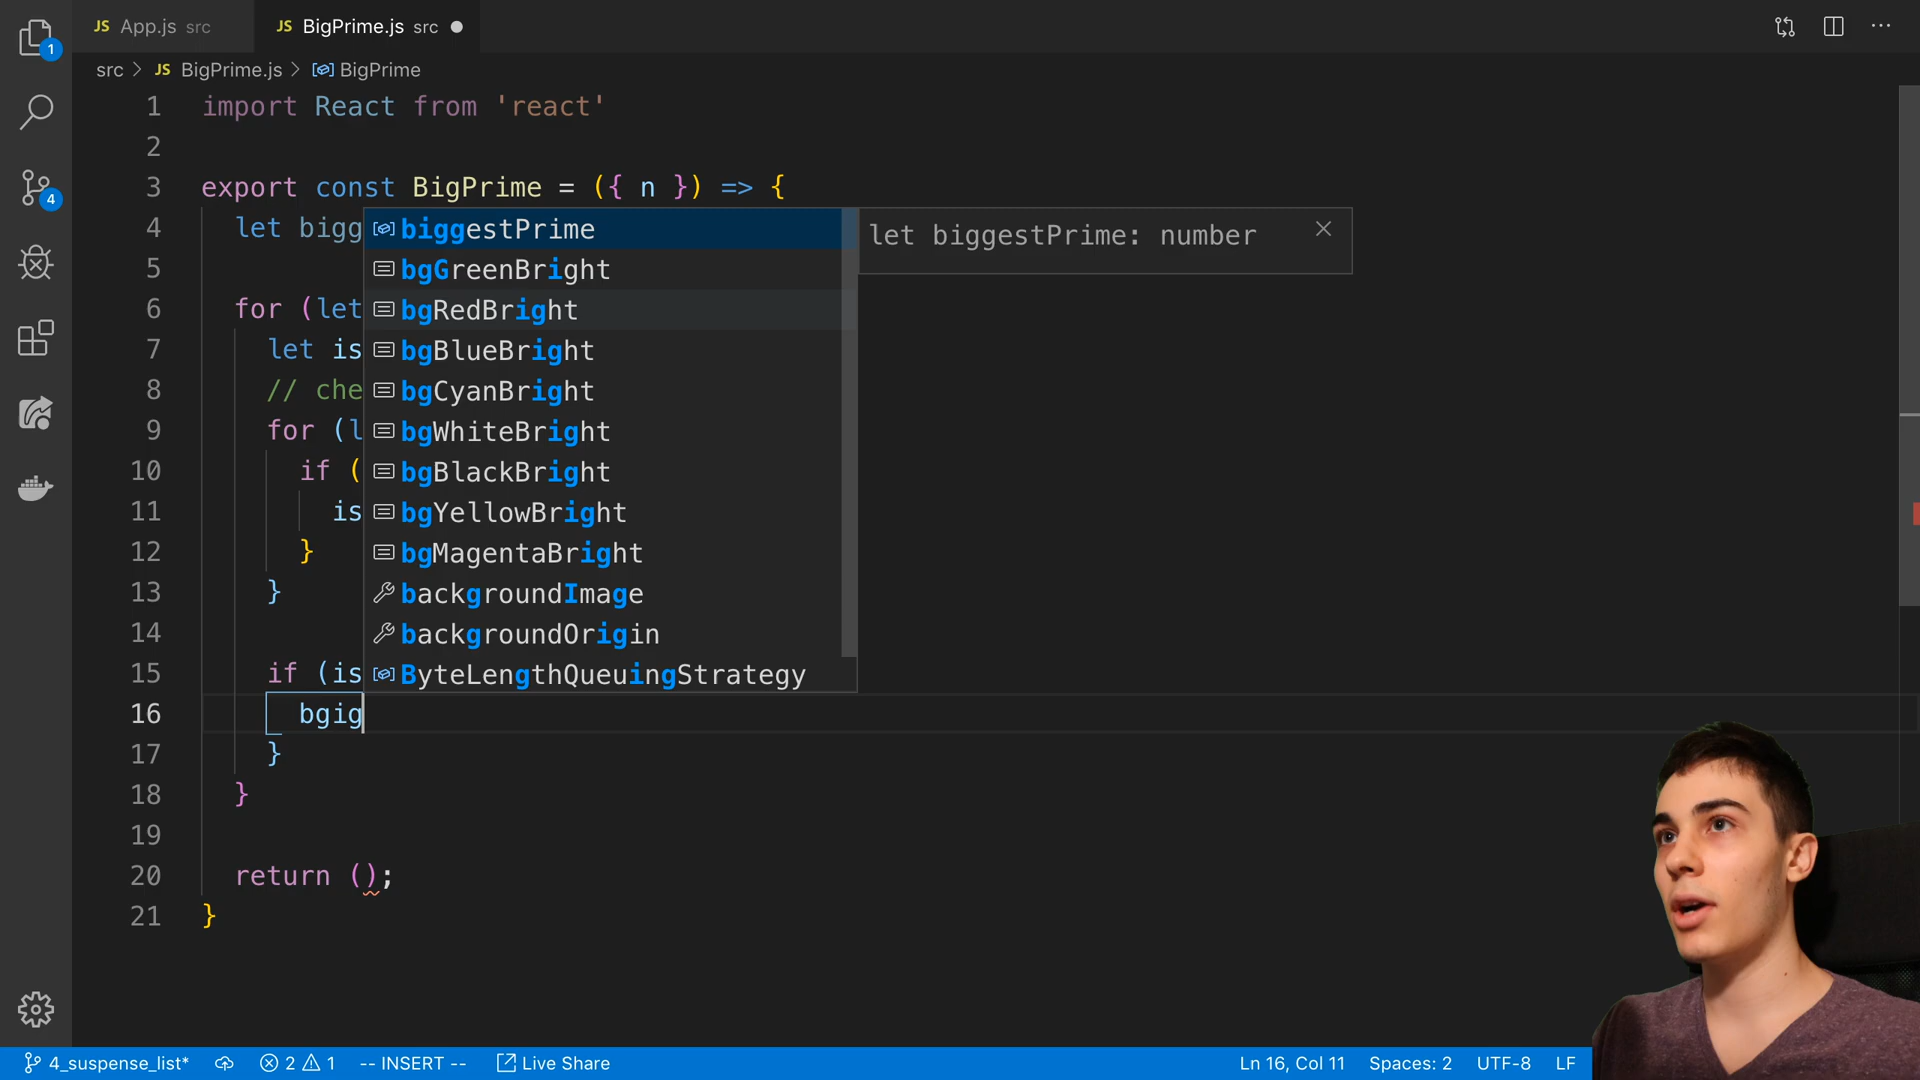 JS App.js src
JS BigPrime.js src
src > JS BigPrime.js > BigPrime
1
4
1 import React from 'react'
2
3 export const BigPrime = ({ n }) => {
4 let bigg
5
6 for (let
7 let is
8 // che
9 for (l
10 if (
11 is
12 }
13 }
14
15 if (is
16 bgig
17 }
18 }
19
20 return ();
21 }
biggestPrime
bgGreenBright
bgRedBright
bgBlueBright
bgCyanBright
bgWhiteBright
bgBlackBright
bgYellowBright
bgMagentaBright
backgroundImage
backgroundOrigin
ByteLengthQueuingStrategy
let biggestPrime: number
4_suspense_list* 2 1 -- INSERT -- Live Share Ln 16, Col 11 Spaces: 2 UTF-8 LF